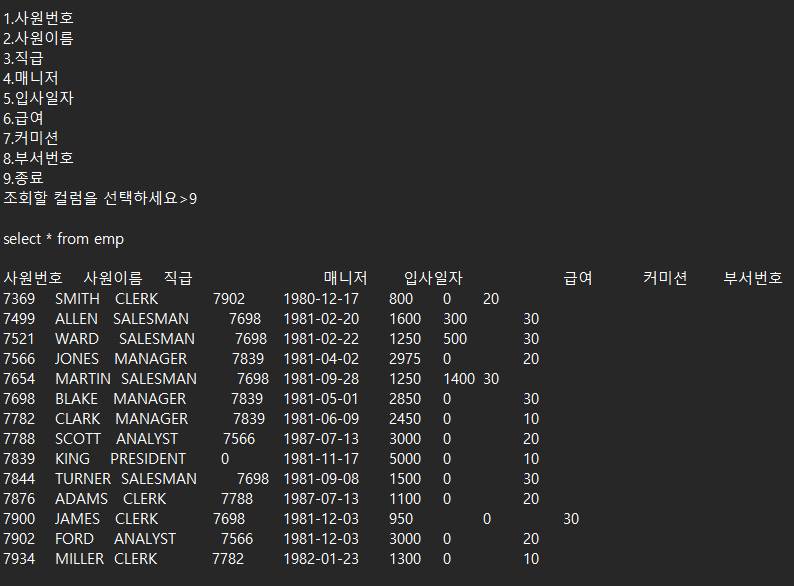 1.사원번호
2.사원이름
3.직급
4.매니저
5.입사일자
6.급여
7.커미션
8.부서번호
9.종료
조회할 컬럼을 선택하세요>9
select * from emp
사원번호 사원이름 직급 매니저 입사일자 급여 커미션 부서번호
7369 SMITH CLERK 7902 1980-12-17 800 0 20
7499 ALLEN SALESMAN 7698 1981-02-20 1600 300 30
7521 WARD SALESMAN 7698 1981-02-22 1250 500 30
7566 JONES MANAGER 7839 1981-04-02 2975 0 20
7654 MARTIN SALESMAN 7698 1981-09-28 1250 1400 30
7698 BLAKE MANAGER 7839 1981-05-01 2850 0 30
7782 CLARK MANAGER 7839 1981-06-09 2450 0 10
7788 SCOTT ANALYST 7566 1987-07-13 3000 0 20
7839 KING PRESIDENT 0 1981-11-17 5000 0 10
7844 TURNER SALESMAN 7698 1981-09-08 1500 0 30
7876 ADAMS CLERK 7788 1987-07-13 1100 0 20
7900 JAMES CLERK 7698 1981-12-03 950 0 30
7902 FORD ANALYST 7566 1981-12-03 3000 0 20
7934 MILLER CLERK 7782 1982-01-23 1300 0 10